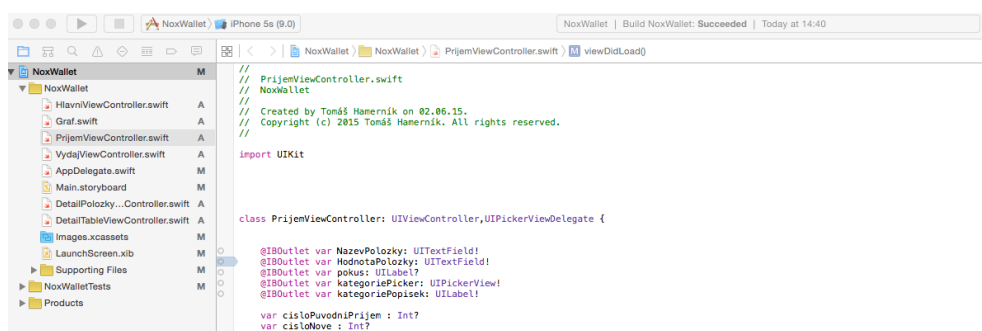 NoxWallet iPhone 5s (9.0)
NoxWallet | Build NoxWallet: Succeeded | Today at 14:40
NoxWallet NoxWallet PrijemViewController.swift M viewDidLoad()
NoxWallet M
NoxWallet
HlavniViewController.swift A
Graf.swift A
PrijemViewController.swift A
VydajViewController.swift A
AppDelegate.swift M
Main.storyboard M
DetailPolozky...Controller.swift A
DetailTableViewController.swift A
Images.xcassets M
LaunchScreen.xib M
Supporting Files M
NoxWalletTests M
Products
//
// PrijemViewController.swift
// NoxWallet
//
// Created by Tomáš Hamerník on 02.06.15.
// Copyright (c) 2015 Tomáš Hamerník. All rights reserved.
//
import UIKit
class PrijemViewController: UIViewController,UIPickerViewDelegate {
@IBOutlet var NazevPolozky: UITextField!
@IBOutlet var HodnotaPolozky: UITextField!
@IBOutlet var pokus: UILabel?
@IBOutlet var kategoriePicker: UIPickerView!
@IBOutlet var kategoriePopisek: UILabel!
var cisloPuvodniPrijem : Int?
var cisloNove : Int?